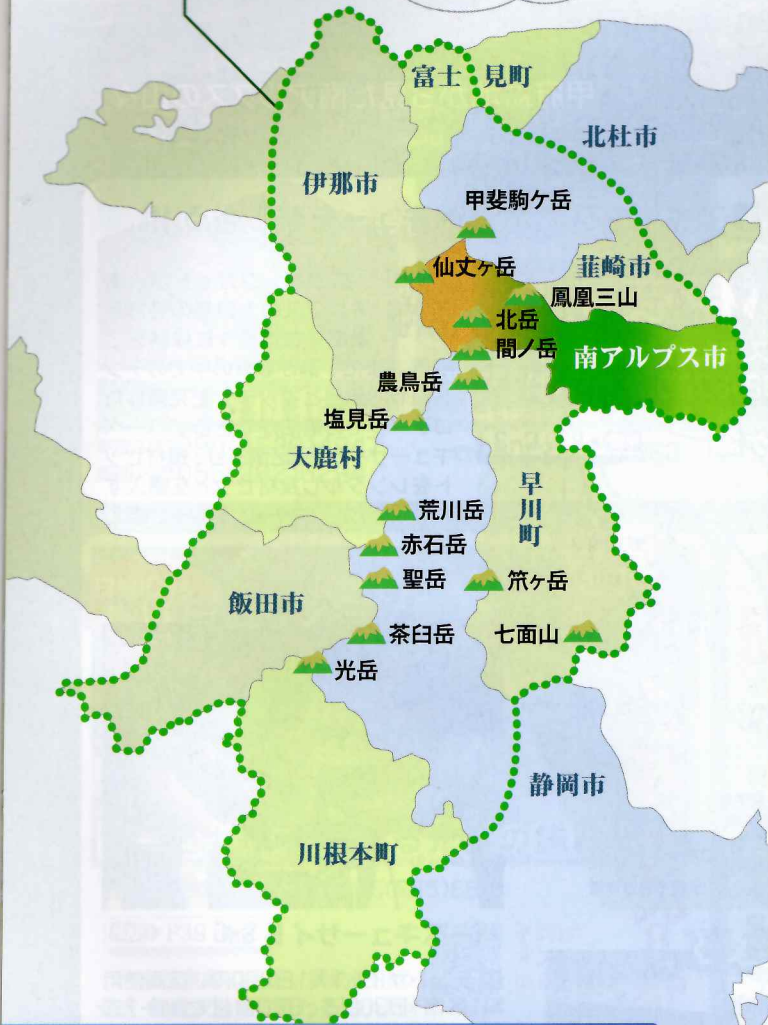 富士見町
北杜市
伊那市
甲斐駒ケ岳
仙丈ヶ岳
韮崎市
鳳凰三山
北岳
間ノ岳
南アルプス市
農鳥岳
塩見岳
大鹿村
早川町
荒川岳
赤石岳
聖岳
笊ヶ岳
飯田市
茶臼岳
七面山
光岳
静岡市
川根本町